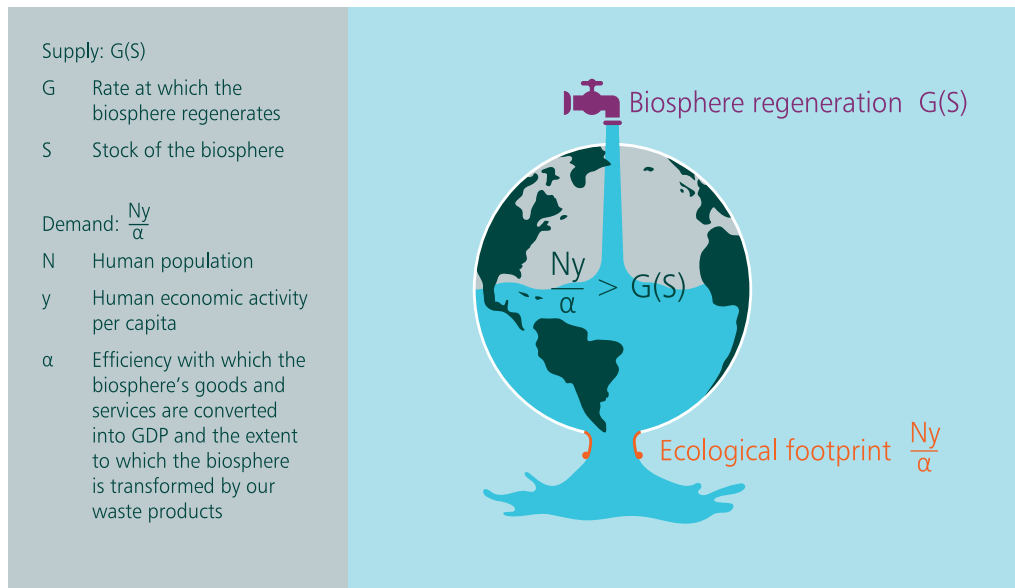 Supply: G(S)
G Rate at which the
biosphere regenerates
S Stock of the biosphere
Demand: Ny/α
N Human population
y Human economic activity
per capita
α Efficiency with which the
biosphere’s goods and
services are converted
into GDP and the extent
to which the biosphere
is transformed by our
waste products
Biosphere regeneration G(S)
Ny/α > G(S)
Ecological footprint Ny/α